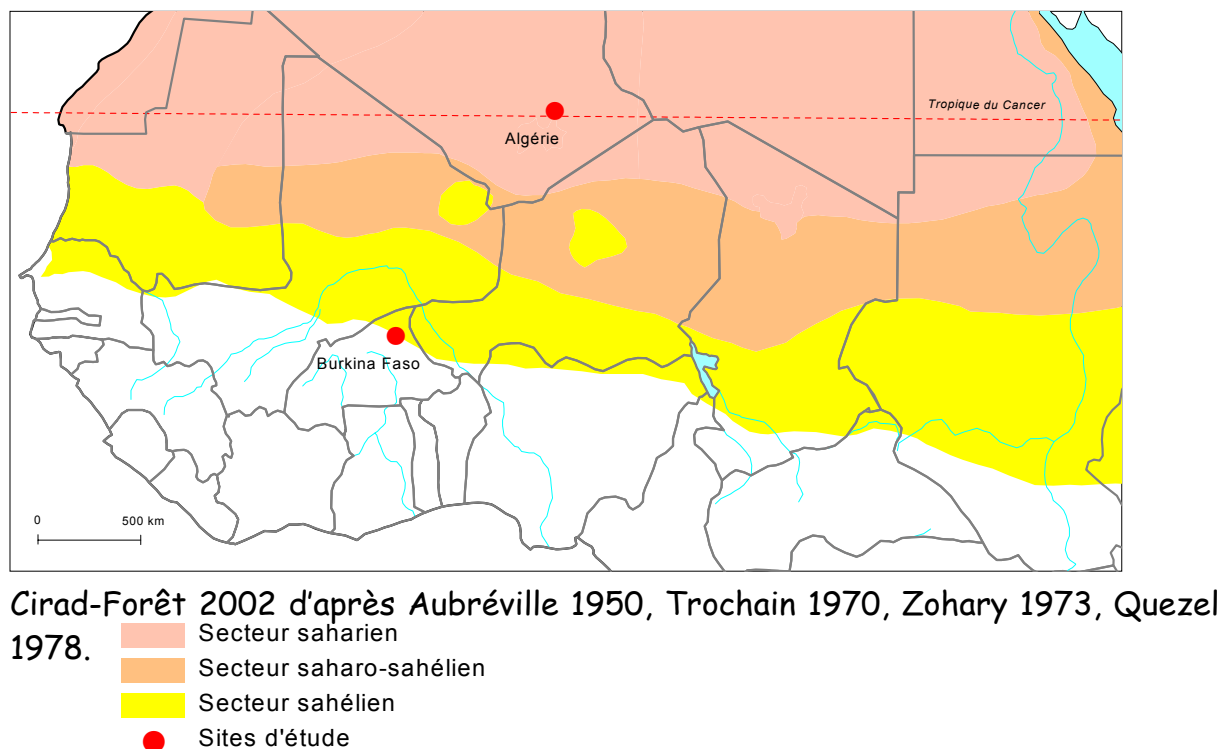 Tropique du Cancer
Algérie
Burkina Faso
0 500 km
Cirad-Forêt 2002 d'après Aubréville 1950, Trochain 1970, Zohary 1973, Quezel
1978.
Secteur saharien
Secteur saharo-sahélien
Secteur sahélien
Sites d'étude